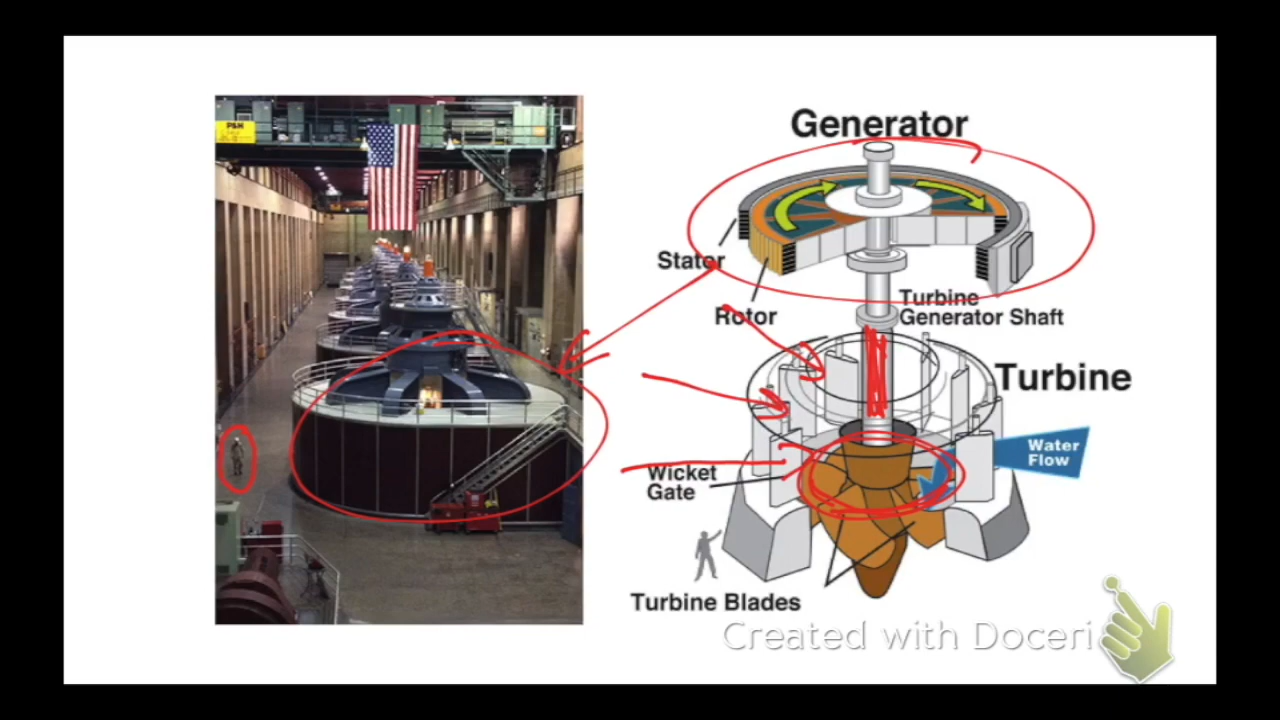 P&H
Generator
Stator
Rotor
Turbine
Generator Shaft
Turbine
Water
Flow
Wicket
Gate
Turbine Blades
Created with Doceri